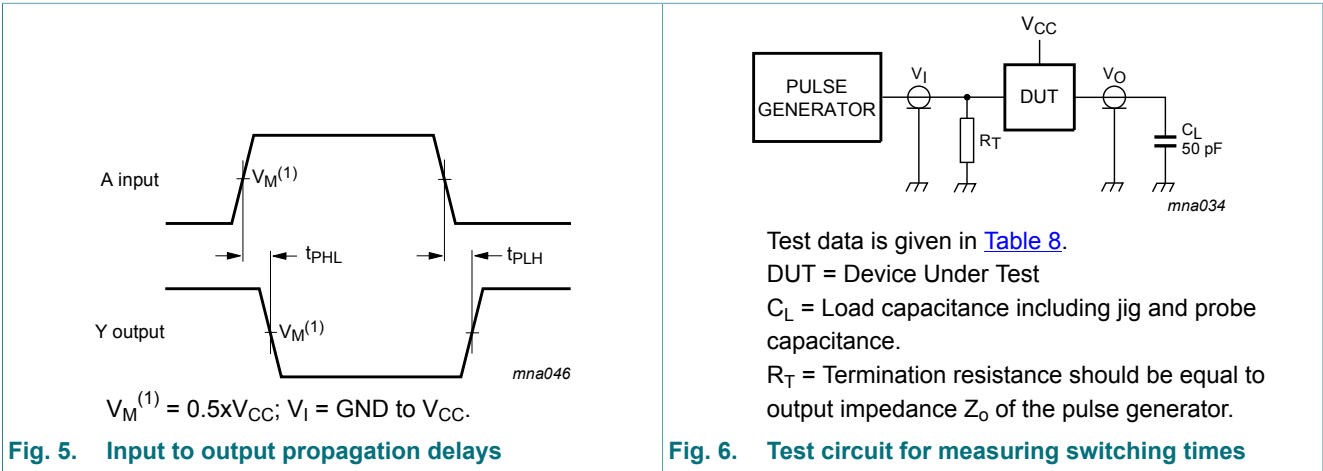 A input
VM(1)
tPHL
tPLH
Y output
VM(1)
mna046
VM(1) = 0.5xVCC; VI = GND to VCC.
Fig. 5. Input to output propagation delays
VCC
PULSE
GENERATOR
VI
DUT
VO
RT
CL
50 pF
mna034
Test data is given in Table 8.
DUT = Device Under Test
CL = Load capacitance including jig and probe
capacitance.
RT = Termination resistance should be equal to
output impedance Zo of the pulse generator.
Fig. 6. Test circuit for measuring switching times